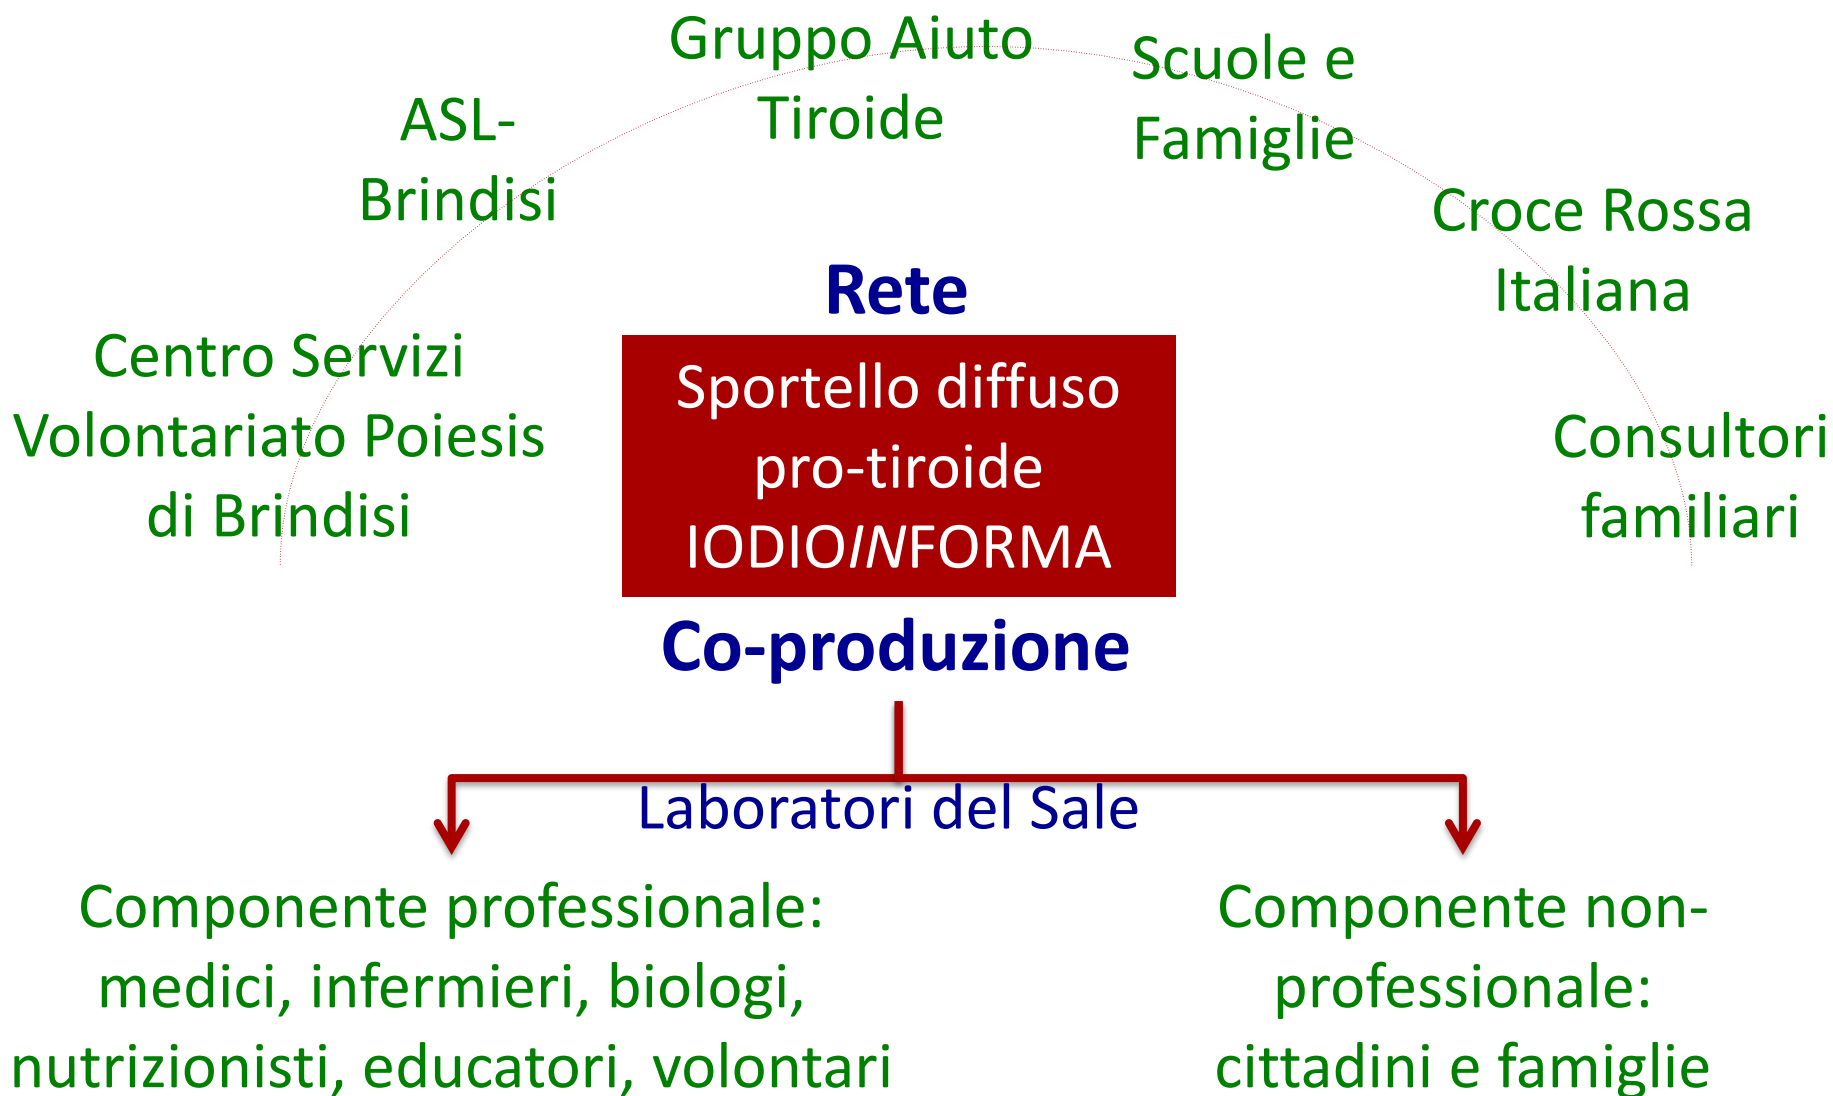 Gruppo Aiuto
Tiroide
Scuole e
Famiglie
ASL-
Brindisi
Croce Rossa
Italiana
Centro Servizi
Volontariato Poiesis
di Brindisi
Consultori
familiari
Rete
Sportello diffuso
pro-tiroide
IODIOINFORMA
Co-produzione
Laboratori del Sale
Componente professionale:
medici, infermieri, biologi,
nutrizionisti, educatori, volontari
Componente non-
professionale:
cittadini e famiglie